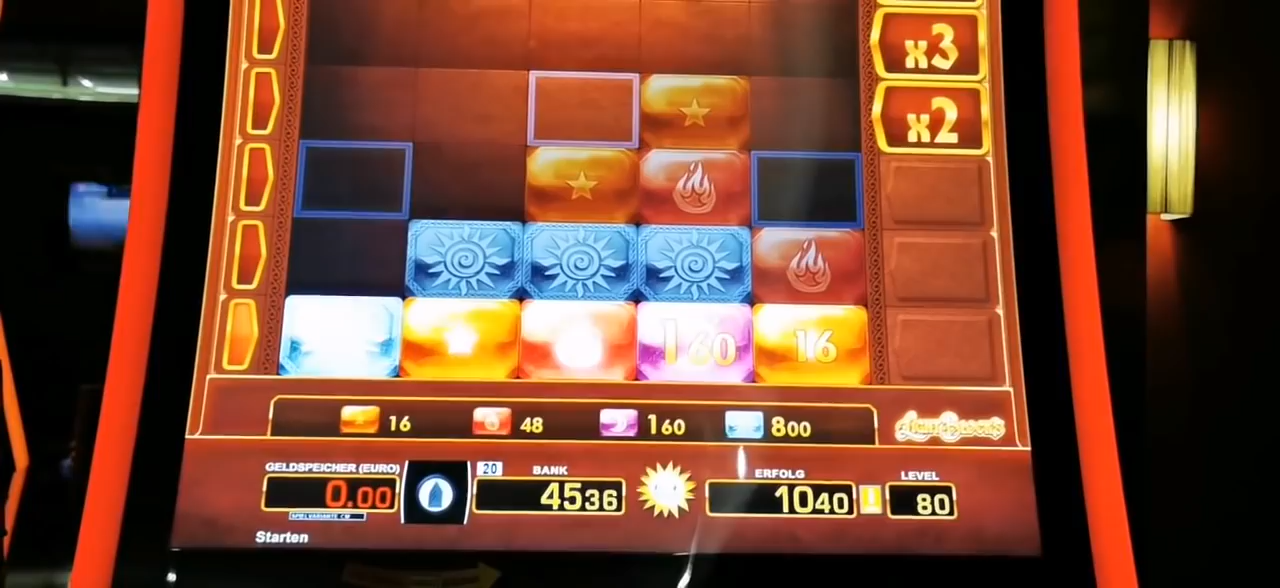 x3
x2
160 16
16 48 160 800
GELDSPEICHER (EURO) 20 BANK ERFOLG LEVEL
0.00 4536 1040 80
Starten